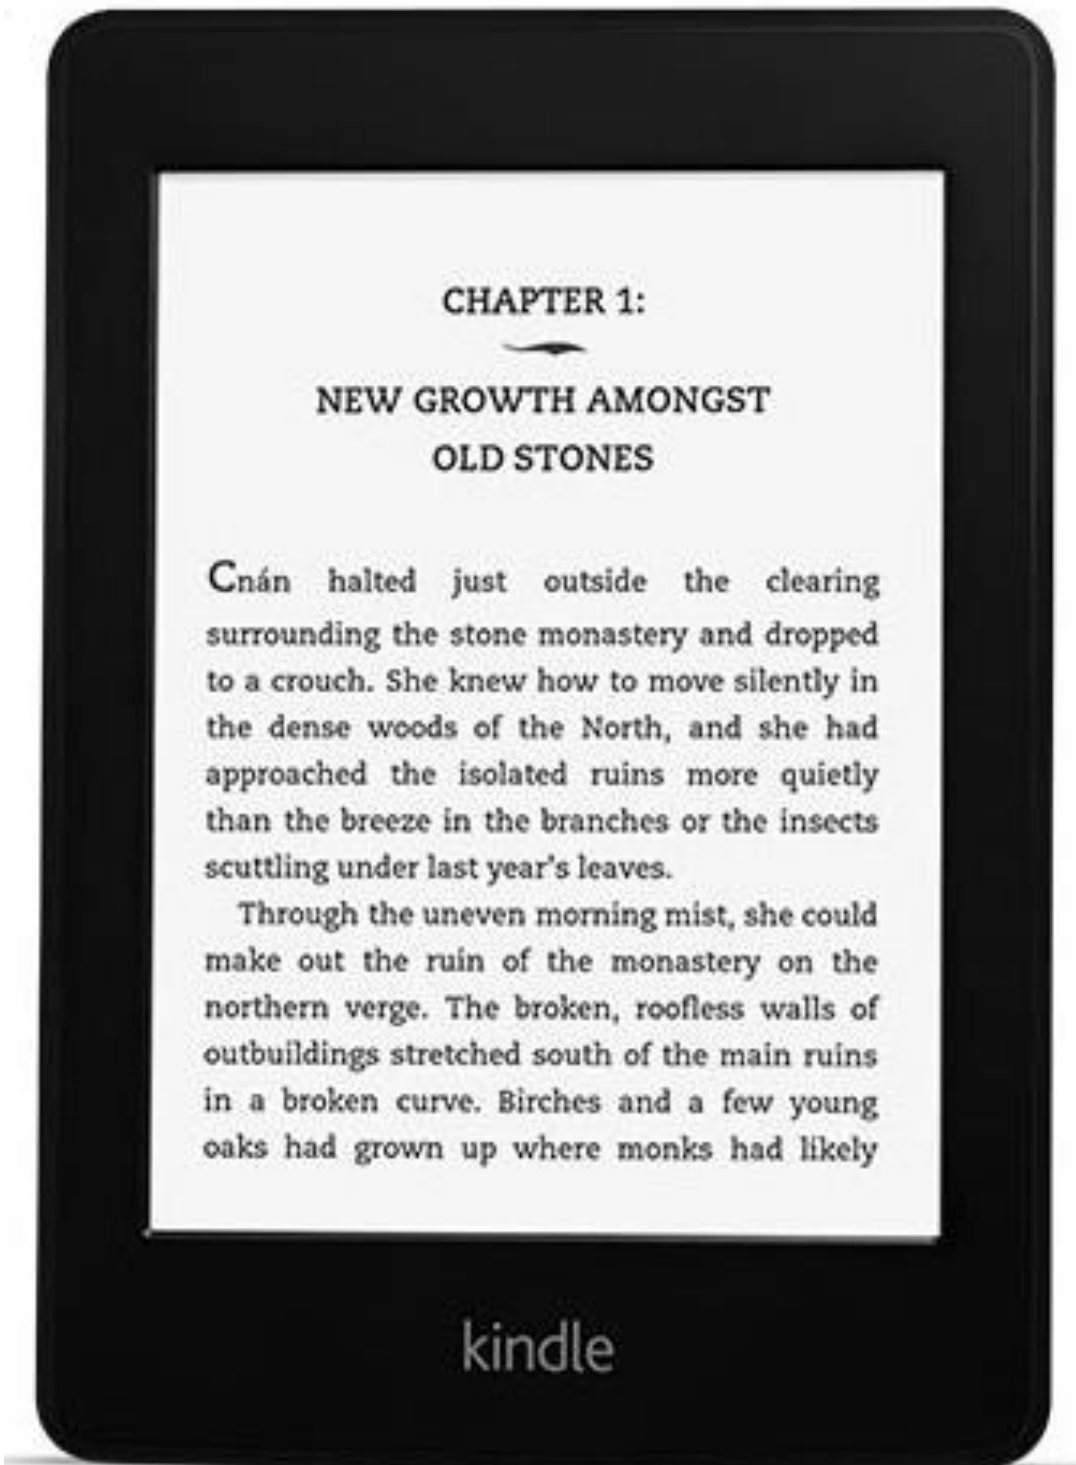 CHAPTER 1:
NEW GROWTH AMONGST
OLD STONES
Cnán halted just outside the clearing
surrounding the stone monastery and dropped
to a crouch. She knew how to move silently in
the dense woods of the North, and she had
approached the isolated ruins more quietly
than the breeze in the branches or the insects
scuttling under last year's leaves.
Through the uneven morning mist, she could
make out the ruin of the monastery on the
northern verge. The broken, roofless walls of
outbuildings stretched south of the main ruins
in a broken curve. Birches and a few young
oaks had grown up where monks had likely
kindle